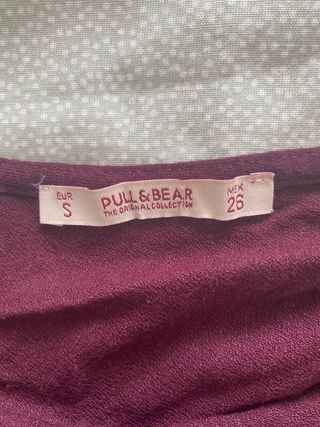 EUR
S
PULL&BEAR
THE ORIGINAL COLLECTION
MEX
26